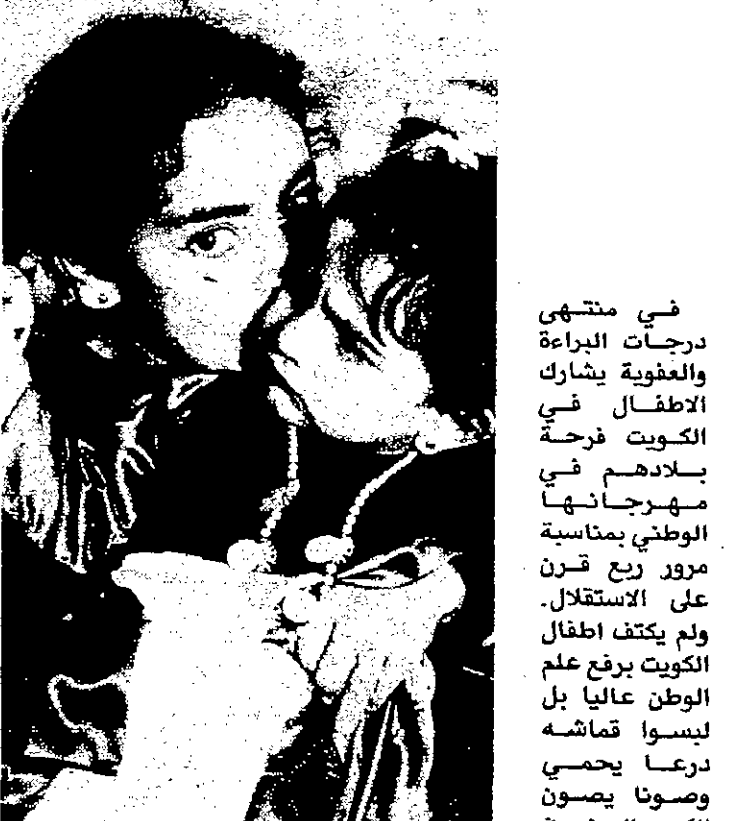 في منتهى
درجات البراءة
والعفوية يشارك
الاطفال في
الكويت فرحة
بلادهم في
مهرجانها
الوطني بمناسبة
مرور ربع قرن
على الاستقلال.
ولم يكتف اطفال
الكويت برفع علم
الوطن عاليا بل
لبسوا قماشه
درعا يحمي
وصونا يصون